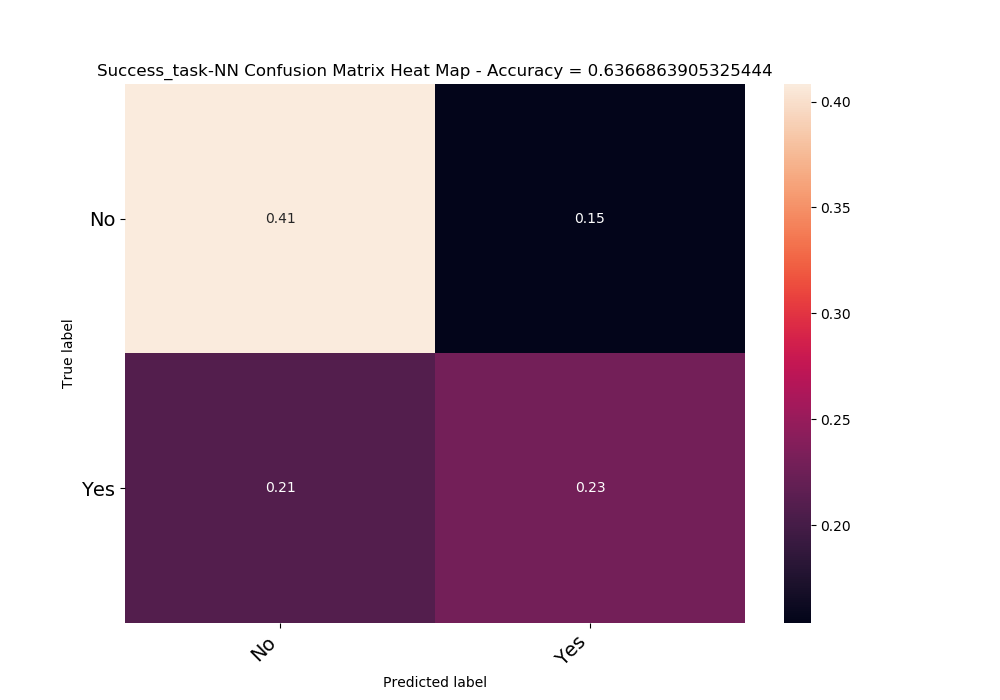 Success_task-NN Confusion Matrix Heat Map - Accuracy = 0.6366863905325444
No
0.41
0.15
Yes
0.21
0.23
True label
No
Yes
Predicted label
0.40
0.35
0.30
0.25
0.20